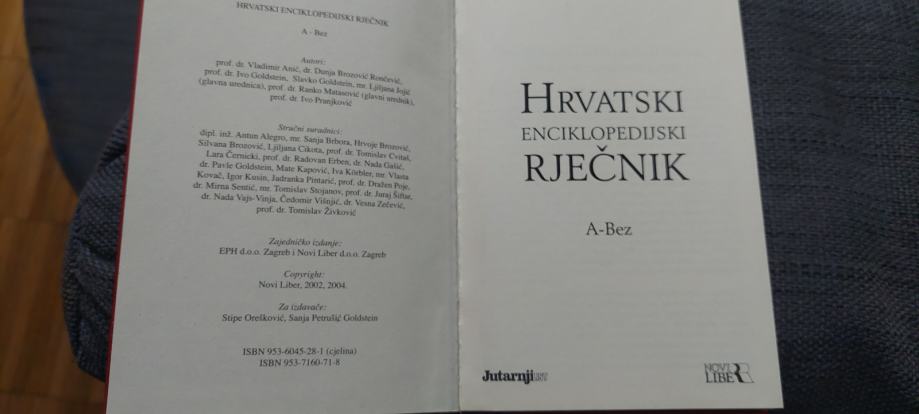 HRVATSKI ENCIKLOPEDIJSKI RJEČNIK
A - Bez
Autori:
prof. dr. Vladimir Anić, dr. Dunja Brozović Rončević,
prof. dr. Ivo Goldstein, Slavko Goldstein, mr. Ljiljana Jojić
(glavna urednica), prof. dr. Ranko Matasović (glavni urednik),
prof. dr. Ivo Pranjković
Stručni suradnici:
dipl. inž. Antun Alegro, mr. Sanja Brbora, Hrvoje Brozović,
Silvana Brozović, Ljiljana Cikota, prof. dr. Tomislav Cvitaš,
Lara Černicki, prof. dr. Radovan Erben, dr. Nada Gašić,
dr. Pavle Goldstein, Mate Kapović, Iva Körbler, mr. Vlasta
Kovač, Igor Kusin, Jadranka Pintarić, prof. dr. Dražen Poje,
dr. Mirna Sentić, mr. Tomislav Stojanov, prof. dr. Juraj Šiftar,
dr. Nada Vajs-Vinja, Čedomir Višnjić, dr. Vesna Zečević,
prof. dr. Tomislav Živković
Zajedničko izdanje:
EPH d.o.o. Zagreb i Novi Liber d.o.o. Zagreb
Copyright:
Novi Liber, 2002, 2004.
Za izdavače:
Stipe Orešković, Sanja Petrušić Goldstein
ISBN 953-6045-28-1 (cjelina)
ISBN 953-7160-71-8
HRVATSKI
ENCIKLOPEDIJSKI
RJEČNIK
A-Bez
Jutarnji LIST
NOVI
LIBER